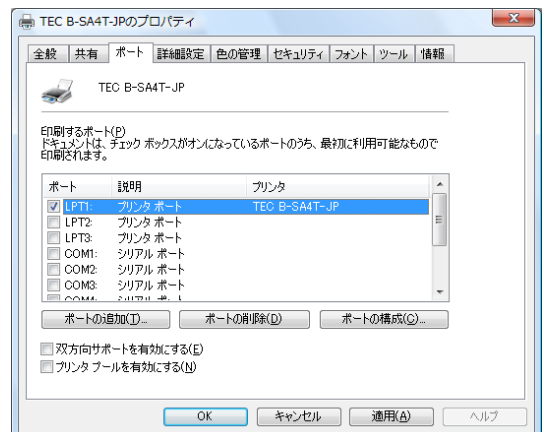 TEC B-SA4T-JPのプロパティ
全般 共有 ポート 詳細設定 色の管理 セキュリティ フォント ツール 情報
TEC B-SA4T-JP
印刷するポート(P)
ドキュメントは、チェック ボックスがオンになっているポートのうち、最初に利用可能なもので
印刷されます。
ポート 説明 プリンタ
LPT1: プリンタ ポート TEC B-SA4T-JP
LPT2: プリンタ ポート
LPT3: プリンタ ポート
COM1: シリアル ポート
COM2: シリアル ポート
COM3: シリアル ポート
COM4: シリアル ポート
ポートの追加(T)... ポートの削除(D) ポートの構成(C)...
双方向サポートを有効にする(E)
プリンタ プールを有効にする(N)
OK キャンセル 適用(A) ヘルプ